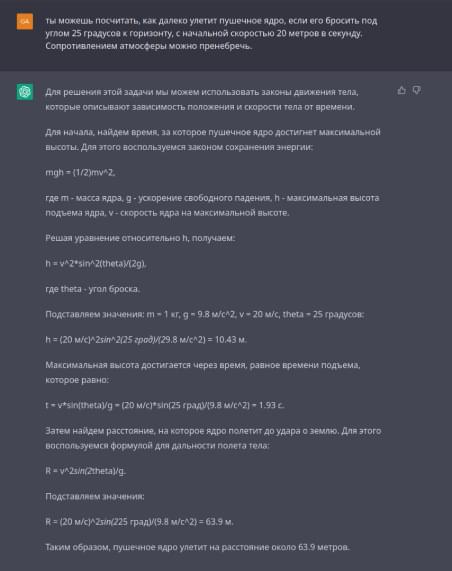 GA
ты можешь посчитать, как далеко улетит пушечное ядро, если его бросить под
углом 25 градусов к горизонту, с начальной скоростью 20 метров в секунду.
Сопротивлением атмосферы можно пренебречь.
Для решения этой задачи мы можем использовать законы движения тела,
которые описывают зависимость положения и скорости тела от времени.
Для начала, найдем время, за которое пушечное ядро достигнет максимальной
высоты. Для этого воспользуемся законом сохранения энергии:
mgh = (1/2)mv^2,
где m - масса ядра, g - ускорение свободного падения, h - максимальная высота
подъема ядра, v - скорость ядра на максимальной высоте.
Решая уравнение относительно h, получаем:
h = v^2*sin^2(theta)/(2g),
где theta - угол броска.
Подставляем значения: m = 1 кг, g = 9.8 м/с^2, v = 20 м/с, theta = 25 градусов:
h = (20 м/с)^2sin^2(25 град)/(29.8 м/с^2) = 10.43 м.
Максимальная высота достигается через время, равное времени подъема,
которое равно:
t = v*sin(theta)/g = (20 м/с)*sin(25 град)/(9.8 м/с^2) = 1.93 с.
Затем найдем расстояние, на которое ядро полетит до удара о землю. Для этого
воспользуемся формулой для дальности полета тела:
R = v^2sin(2theta)/g.
Подставляем значения:
R = (20 м/с)^2sin(225 град)/(9.8 м/с^2) = 63.9 м.
Таким образом, пушечное ядро улетит на расстояние около 63.9 метров.